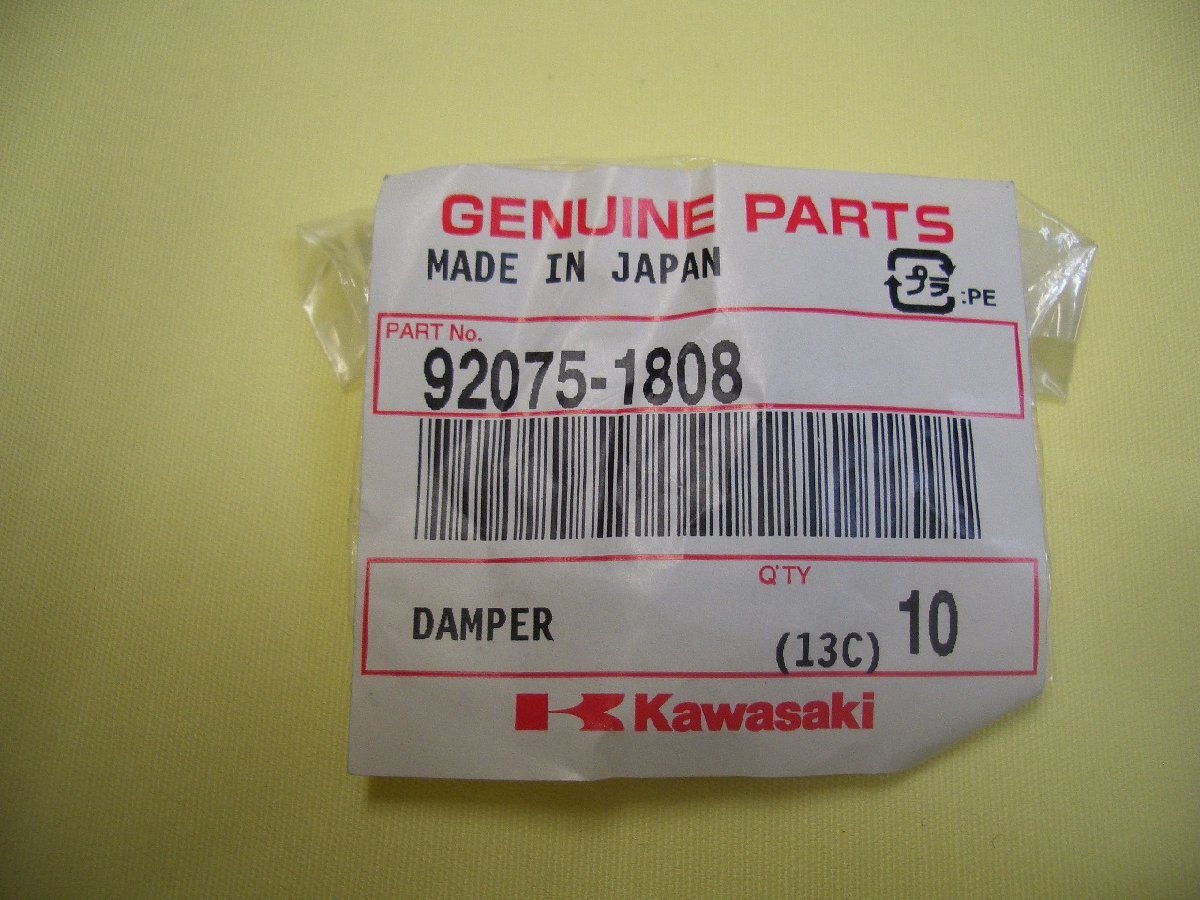 GENUINE PARTS
MADE IN JAPAN
プラ :PE
PART No.
92075-1808
Q'TY
DAMPER (13C) 10
Kawasaki